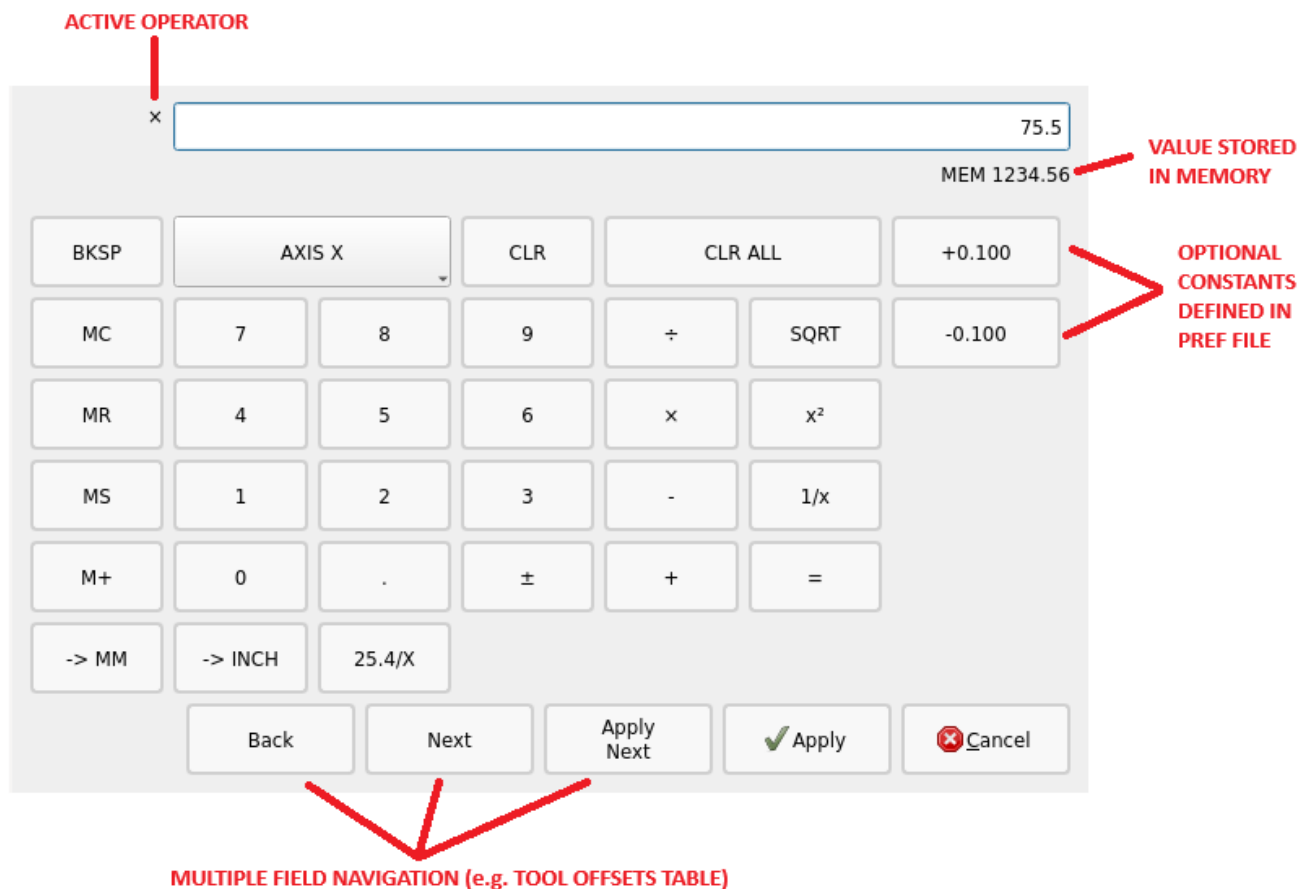 ACTIVE OPERATOR
×
75.5
MEM 1234.56
VALUE STORED
IN MEMORY
BKSP
AXIS X
CLR
CLR ALL
+0.100
OPTIONAL
CONSTANTS
DEFINED IN
PREF FILE
MC
7
8
9
÷
SQRT
-0.100
MR
4
5
6
×
x²
MS
1
2
3
-
1/x
M+
0
.
±
+
=
-> MM
-> INCH
25.4/X
Back
Next
Apply
Next
Apply
Cancel
MULTIPLE FIELD NAVIGATION (e.g. TOOL OFFSETS TABLE)